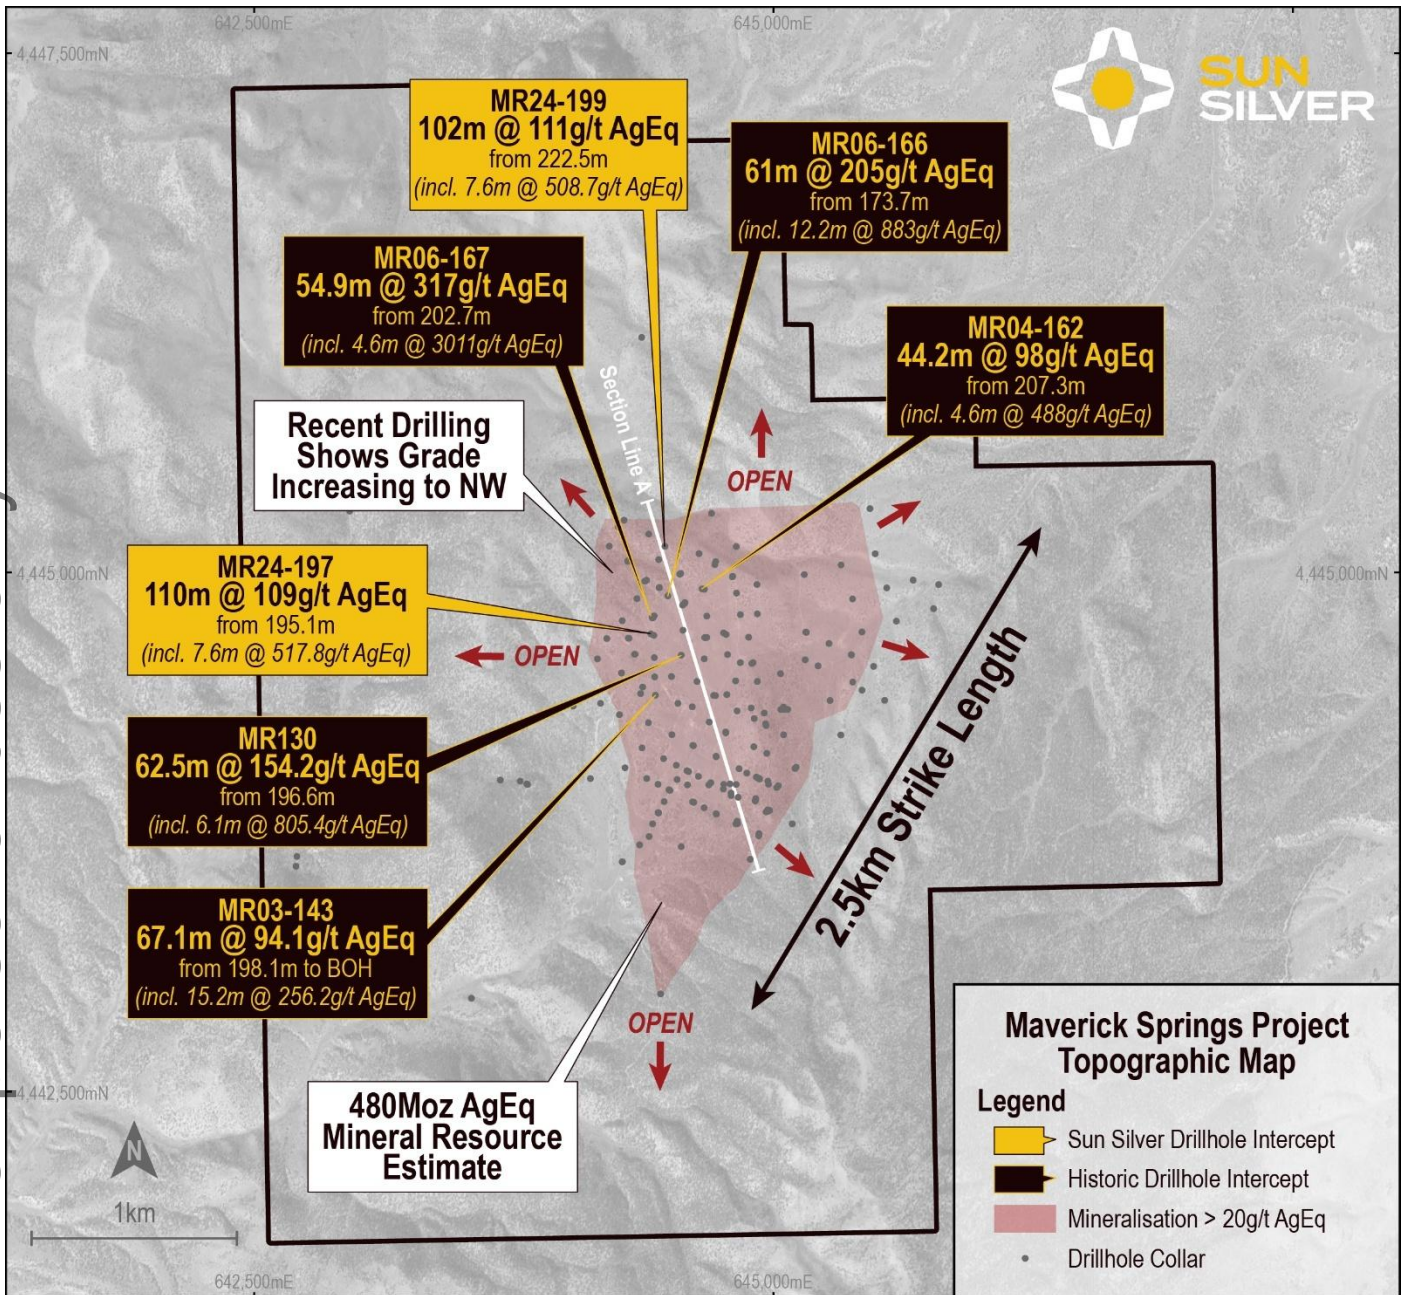 642,500mE
645,000mE
4,447,500mN
SUN
SILVER
MR24-199
102m @ 111g/t AgEq
from 222.5m
(incl. 7.6m @ 508.7g/t AgEq)
MR06-166
61m @ 205g/t AgEq
from 173.7m
(incl. 12.2m @ 883g/t AgEq)
MR06-167
54.9m @ 317g/t AgEq
from 202.7m
(incl. 4.6m @ 3011g/t AgEq)
MR04-162
44.2m @ 98g/t AgEq
from 207.3m
(incl. 4.6m @ 488g/t AgEq)
Section Line A
Recent Drilling
Shows Grade
Increasing to NW
OPEN
4,445,000mN
4,445,000mN
MR24-197
110m @ 109g/t AgEq
from 195.1m
(incl. 7.6m @ 517.8g/t AgEq)
OPEN
2.5km Strike Length
MR130
62.5m @ 154.2g/t AgEq
from 196.6m
(incl. 6.1m @ 805.4g/t AgEq)
MR03-143
67.1m @ 94.1g/t AgEq
from 198.1m to BOH
(incl. 15.2m @ 256.2g/t AgEq)
OPEN
4,442,500mN
480Moz AgEq
Mineral Resource
Estimate
N
1km
Maverick Springs Project
Topographic Map
Legend
Sun Silver Drillhole Intercept
Historic Drillhole Intercept
Mineralisation > 20g/t AgEq
Drillhole Collar
642,500mE
645,000mE